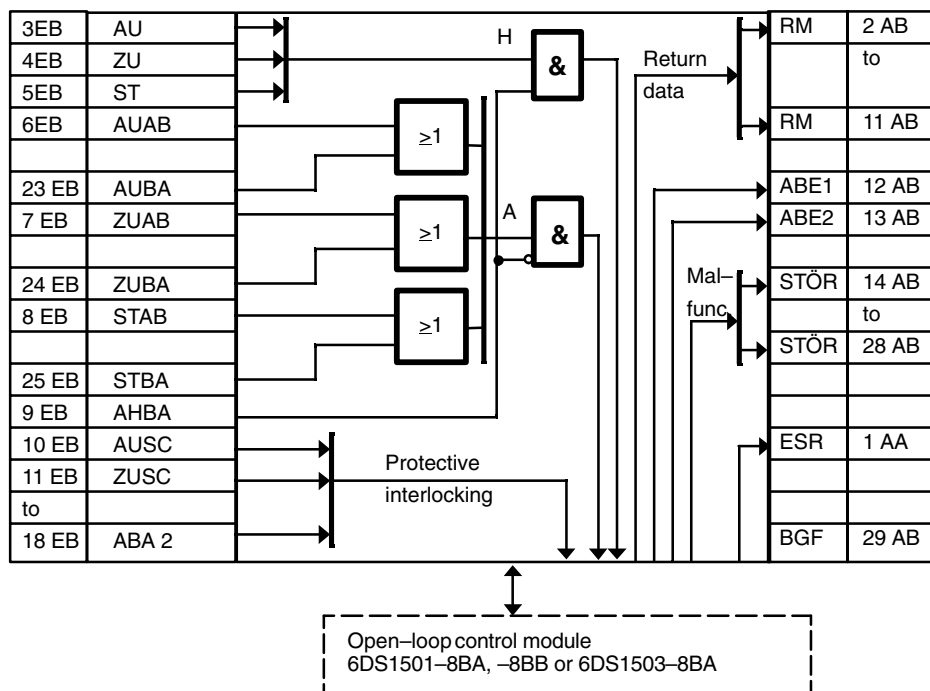 3EB AU
4EB ZU
5EB ST
6EB AUAB
23 EB AUBA
7 EB ZUAB
24 EB ZUBA
8 EB STAB
25 EB STBA
9 EB AHBA
10 EB AUSC
11 EB ZUSC
to
18 EB ABA 2
H
&
≥1
≥1
A
&
≥1
Protective
interlocking
Return
data
Mal–
func
RM 2 AB
to
RM 11 AB
ABE1 12 AB
ABE2 13 AB
STÖR 14 AB
to
STÖR 28 AB
ESR 1 AA
BGF 29 AB
Open–loop control module
6DS1501–8BA, –8BB or 6DS1503–8BA